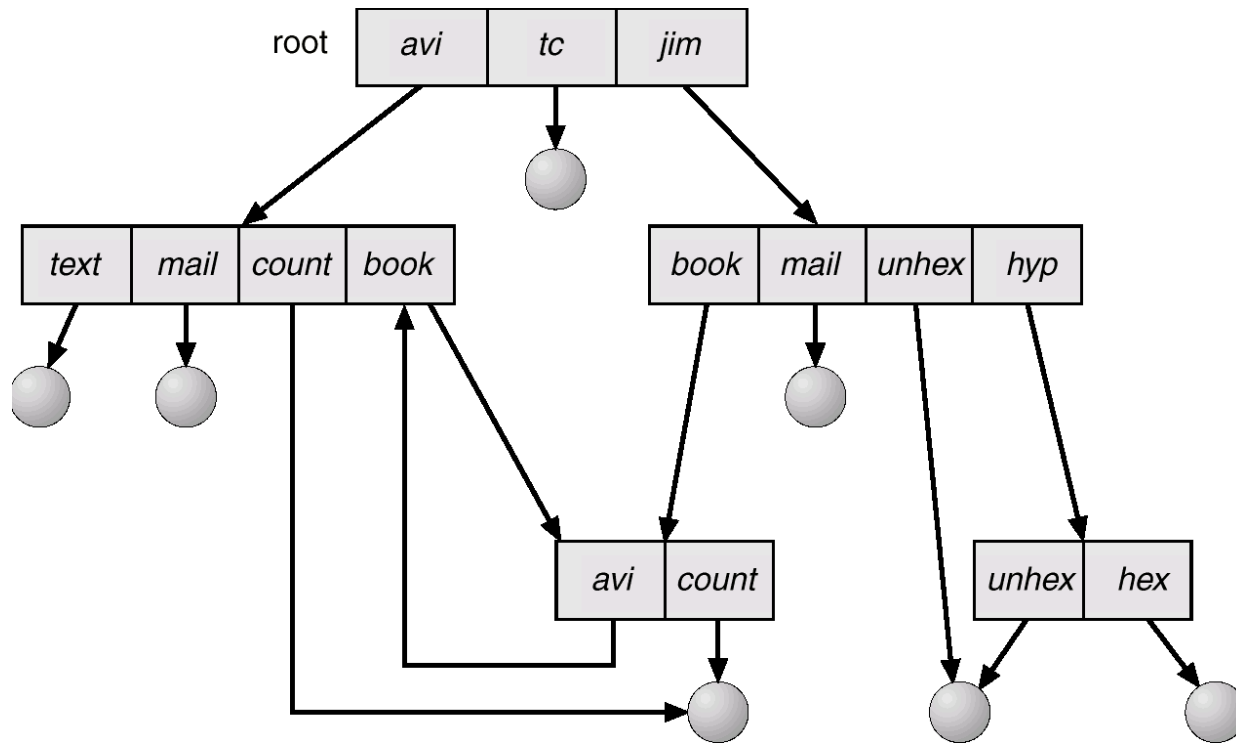 root avi tc jim
text mail count book
book mail unhex hyp
avi count
unhex hex